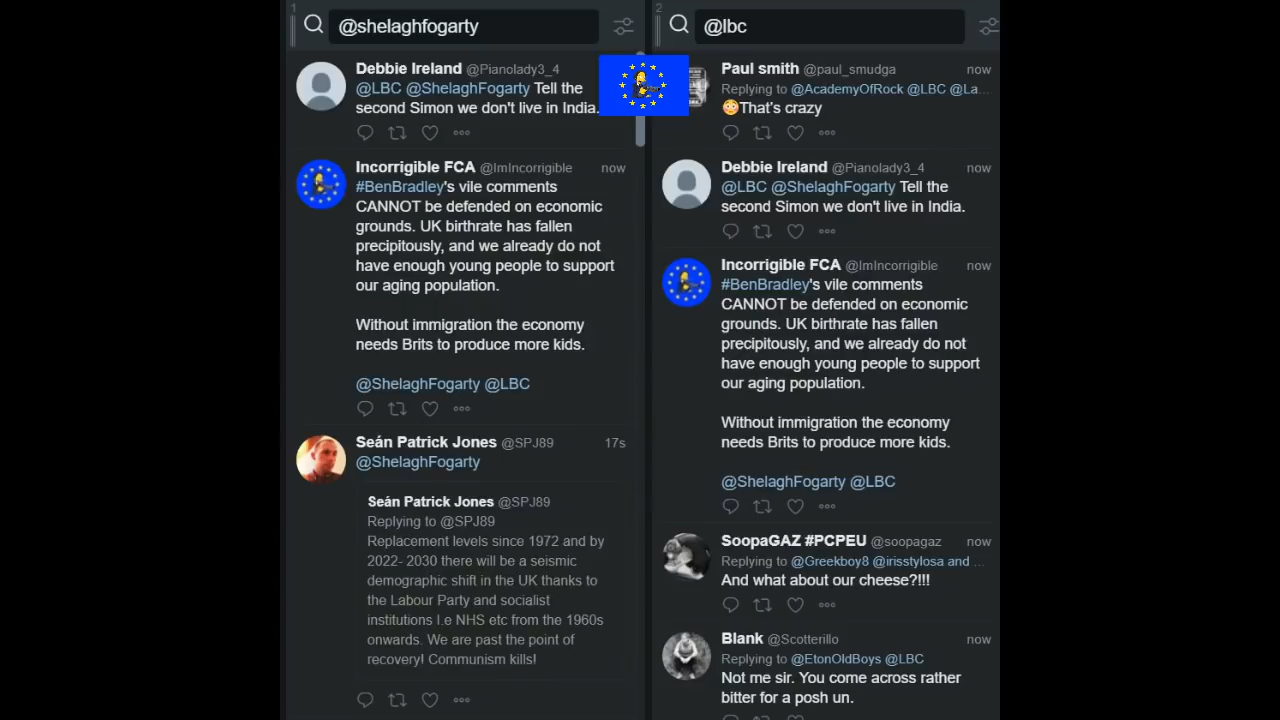 1
@shelaghfogarty
Debbie Ireland @Pianolady3_4
@LBC @ShelaghFogarty Tell the
second Simon we don't live in India.
Incorrigible FCA @ImIncorrigible now
#BenBradley's vile comments
CANNOT be defended on economic
grounds. UK birthrate has fallen
precipitously, and we already do not
have enough young people to support
our aging population.
Without immigration the economy
needs Brits to produce more kids.
@ShelaghFogarty @LBC
Seán Patrick Jones @SPJ89 17s
@ShelaghFogarty
Seán Patrick Jones @SPJ89
Replying to @SPJ89
Replacement levels since 1972 and by
2022- 2030 there will be a seismic
demographic shift in the UK thanks to
the Labour Party and socialist
institutions I.e NHS etc from the 1960s
onwards. We are past the point of
recovery! Communism kills!
2
@lbc
Paul smith @paul_smudga now
Replying to @AcademyOfRock @LBC @La...
😳That's crazy
Debbie Ireland @Pianolady3_4 now
@LBC @ShelaghFogarty Tell the
second Simon we don't live in India.
Incorrigible FCA @ImIncorrigible now
#BenBradley's vile comments
CANNOT be defended on economic
grounds. UK birthrate has fallen
precipitously, and we already do not
have enough young people to support
our aging population.
Without immigration the economy
needs Brits to produce more kids.
@ShelaghFogarty @LBC
SoopaGAZ #PCPEU @soopagaz now
Replying to @Greekboy8 @irisstylosa and ...
And what about our cheese?!!!
Blank @Scotterillo now
Replying to @EtonOldBoys @LBC
Not me sir. You come across rather
bitter for a posh un.